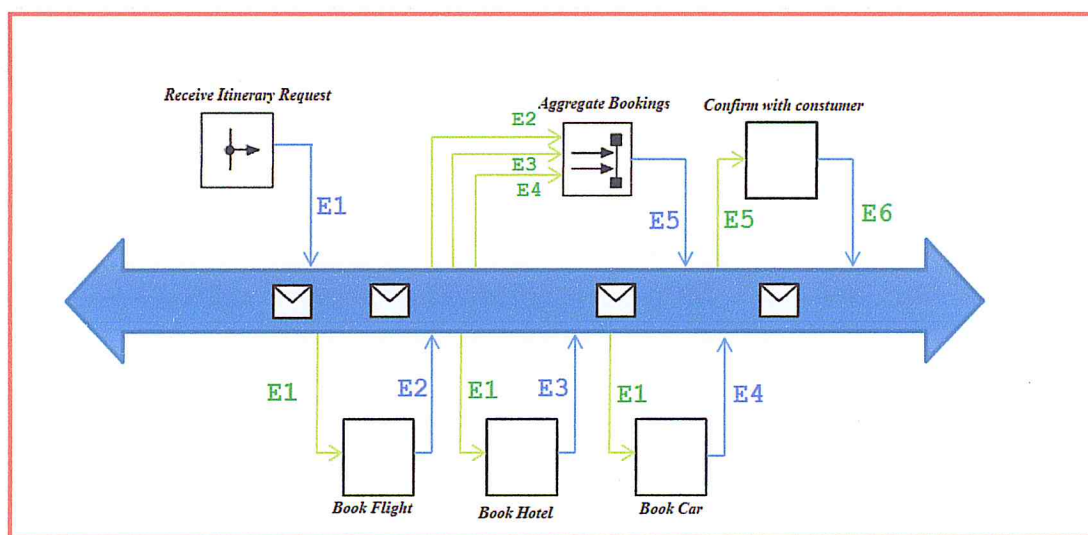 Receive Itinerary Request
Aggregate Bookings
Confirm with constumer
E2
E3
E4
E1
E5
E5
E6
E1
E2
E1
E3
E1
E4
Book Flight
Book Hotel
Book Car